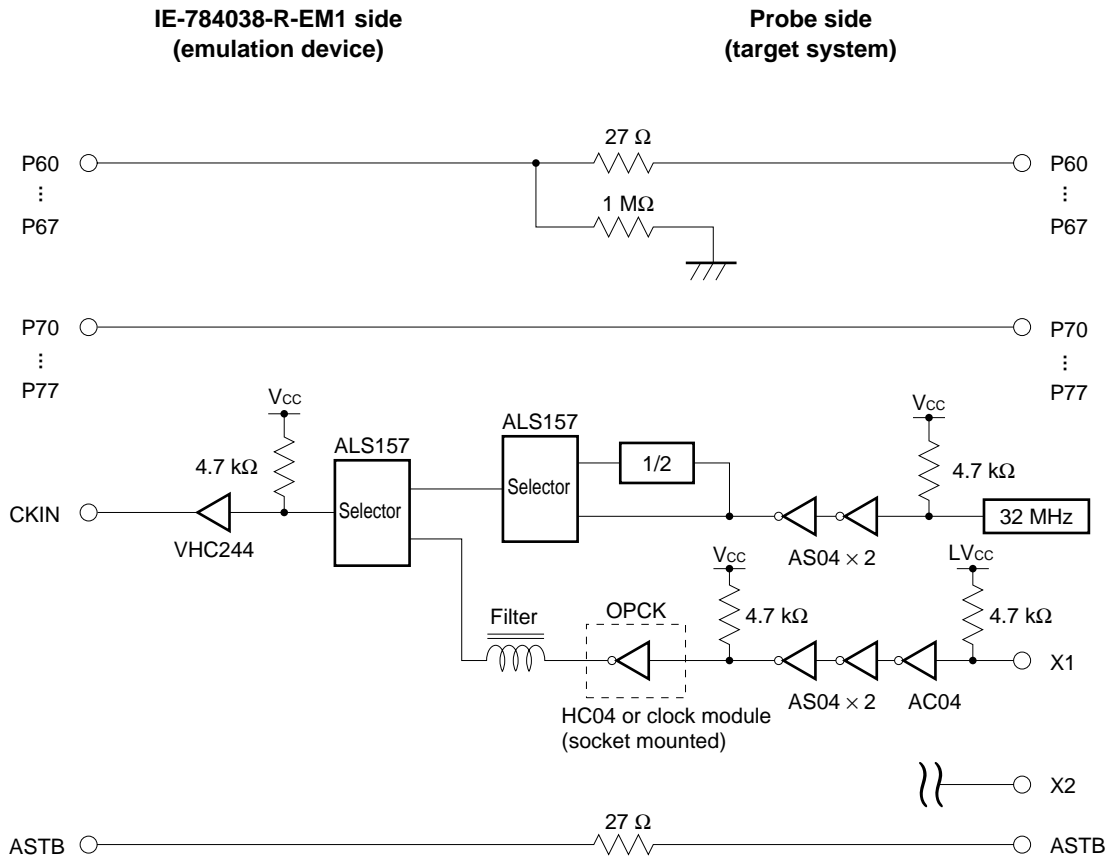 IE-784038-R-EM1 side
(emulation device)
Probe side
(target system)
27 Ω
P60
P60
⋮
⋮
1 MΩ
P67
P67
P70
P70
⋮
⋮
P77
P77
VCC
VCC
ALS157
ALS157
1/2
4.7 kΩ
4.7 kΩ
Selector
CKIN
Selector
32 MHz
VHC244
AS04 × 2
VCC
LVCC
OPCK
Filter
4.7 kΩ
4.7 kΩ
X1
AS04 × 2
AC04
HC04 or clock module
(socket mounted)
X2
27 Ω
ASTB
ASTB